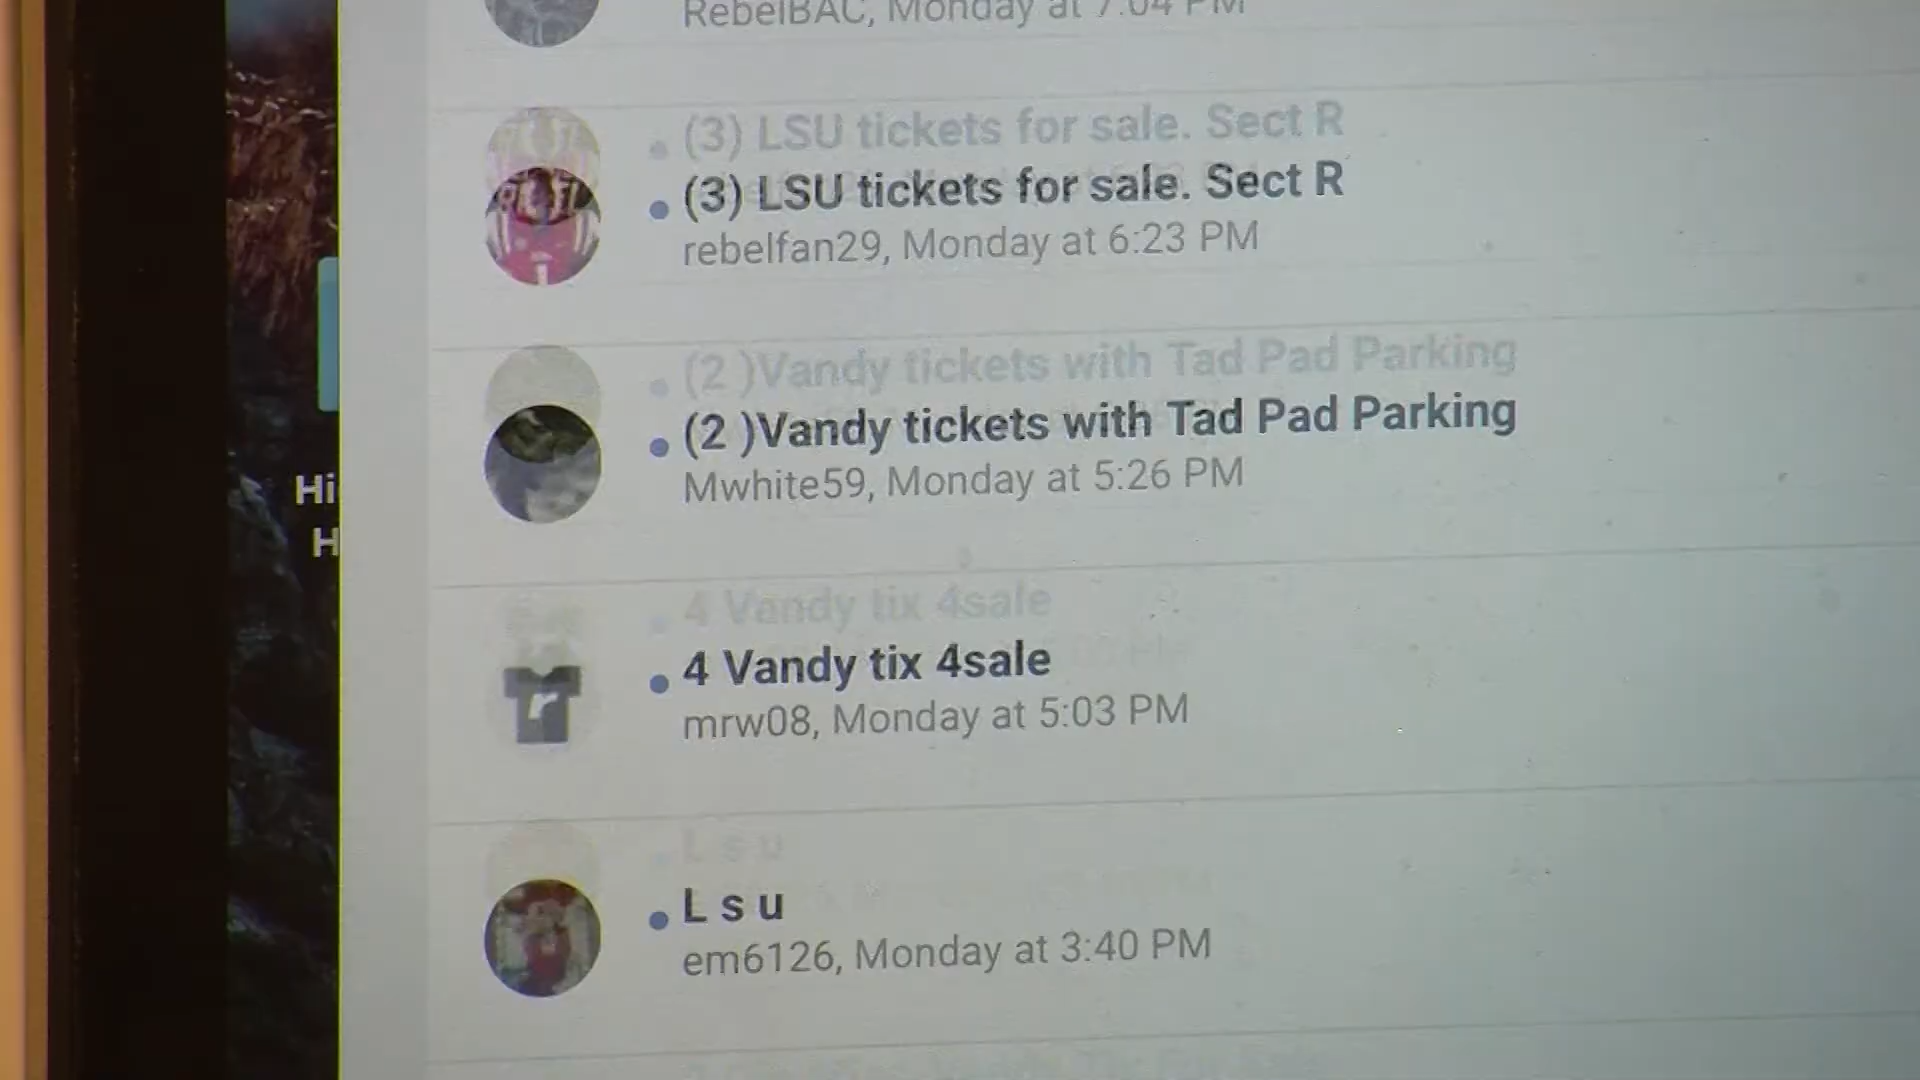 RebelBAC, Monday at 7:04 PM
(3) LSU tickets for sale. Sect R
(3) LSU tickets for sale. Sect R
rebelfan29, Monday at 6:23 PM
(2 )Vandy tickets with Tad Pad Parking
(2 )Vandy tickets with Tad Pad Parking
Mwhite59, Monday at 5:26 PM
Hi
H
4 Vandy tix 4sale
4 Vandy tix 4sale
mrw08, Monday at 5:03 PM
L s u
L s u
em6126, Monday at 3:40 PM